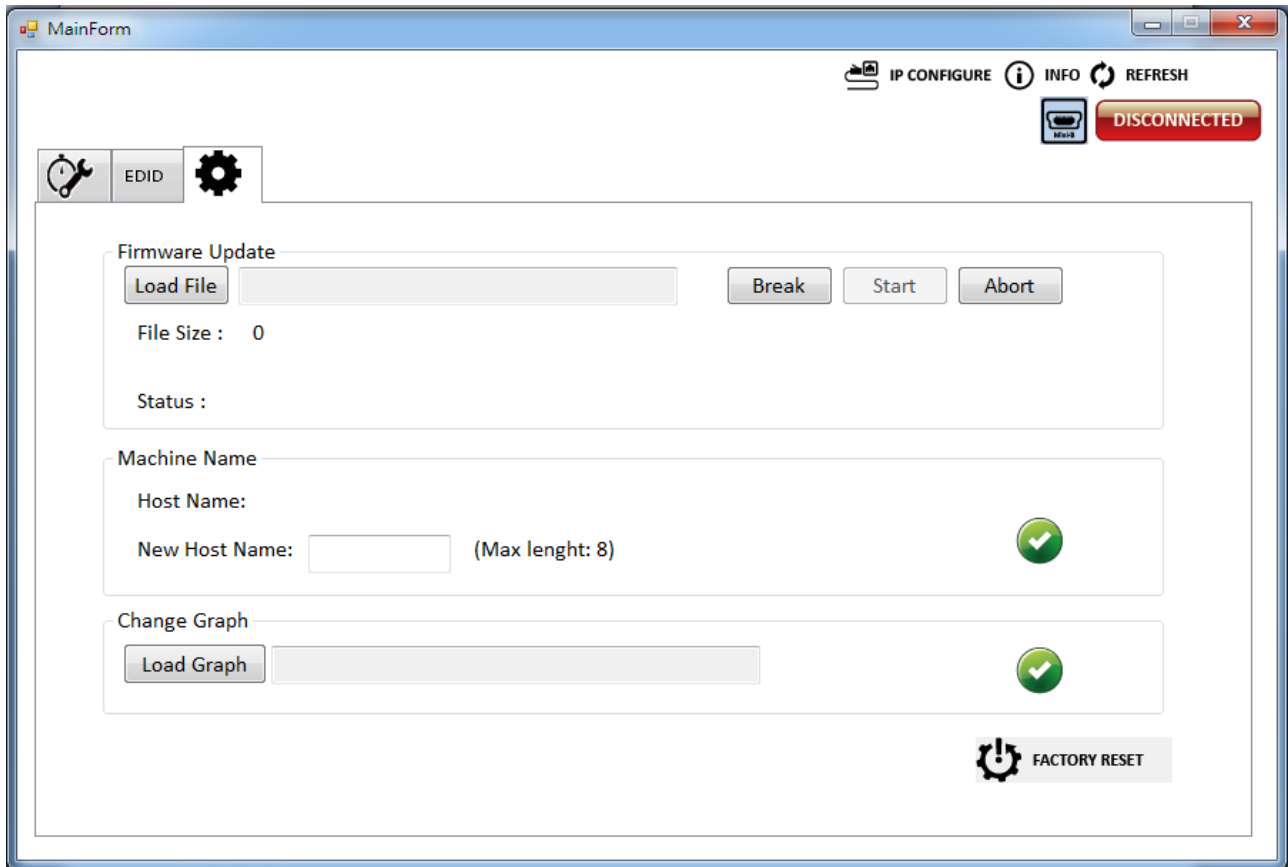 MainForm
IP CONFIGURE INFO REFRESH
Mini-B DISCONNECTED
EDID
Firmware Update
Load File Break Start Abort
File Size : 0
Status :
Machine Name
Host Name:
New Host Name: (Max lenght: 8)
Change Graph
Load Graph
FACTORY RESET